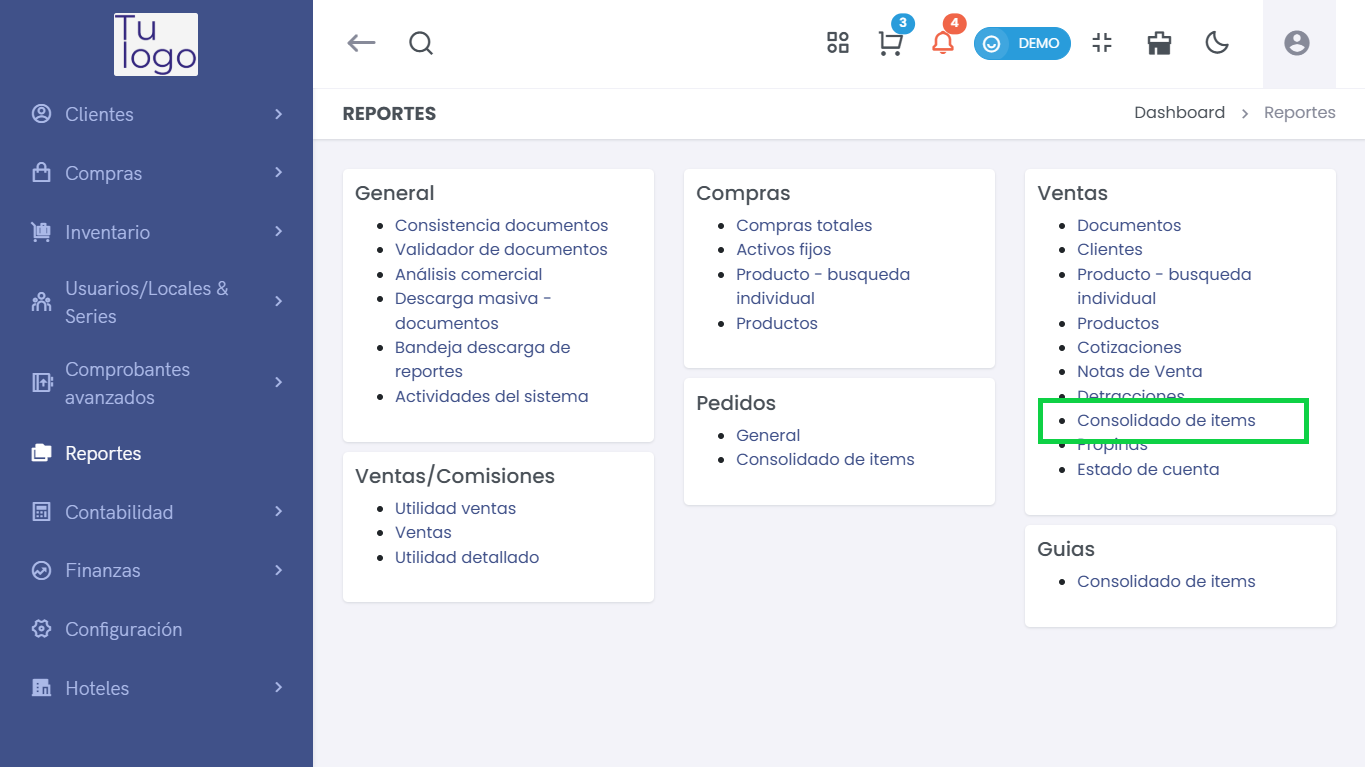 Tu
logo
Clientes
Compras
Inventario
Usuarios/Locales &
Series
Comprobantes
avanzados
Reportes
Contabilidad
Finanzas
Configuración
Hoteles
3
4
DEMO
REPORTES
Dashboard > Reportes
General
Consistencia documentos
Validador de documentos
Análisis comercial
Descarga masiva -
documentos
Bandeja descarga de
reportes
Actividades del sistema
Ventas/Comisiones
Utilidad ventas
Ventas
Utilidad detallado
Compras
Compras totales
Activos fijos
Producto - busqueda
individual
Productos
Pedidos
General
Consolidado de items
Ventas
Documentos
Clientes
Producto - busqueda
individual
Productos
Cotizaciones
Notas de Venta
Detracciones
Consolidado de items
Propinas
Estado de cuenta
Guias
Consolidado de items